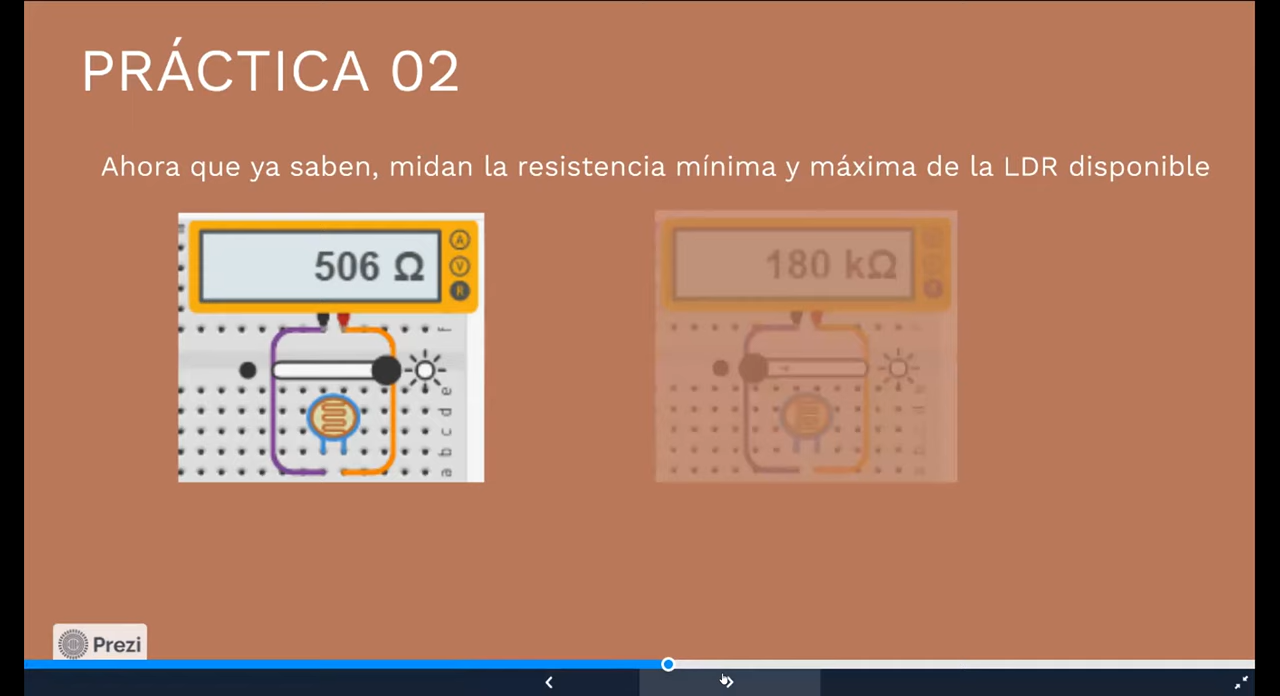 PRÁCTICA 02
Ahora que ya saben, midan la resistencia mínima y máxima de la LDR disponible
506 Ω
A
V
R
f
e
d
c
b
a
180 kΩ
Prezi